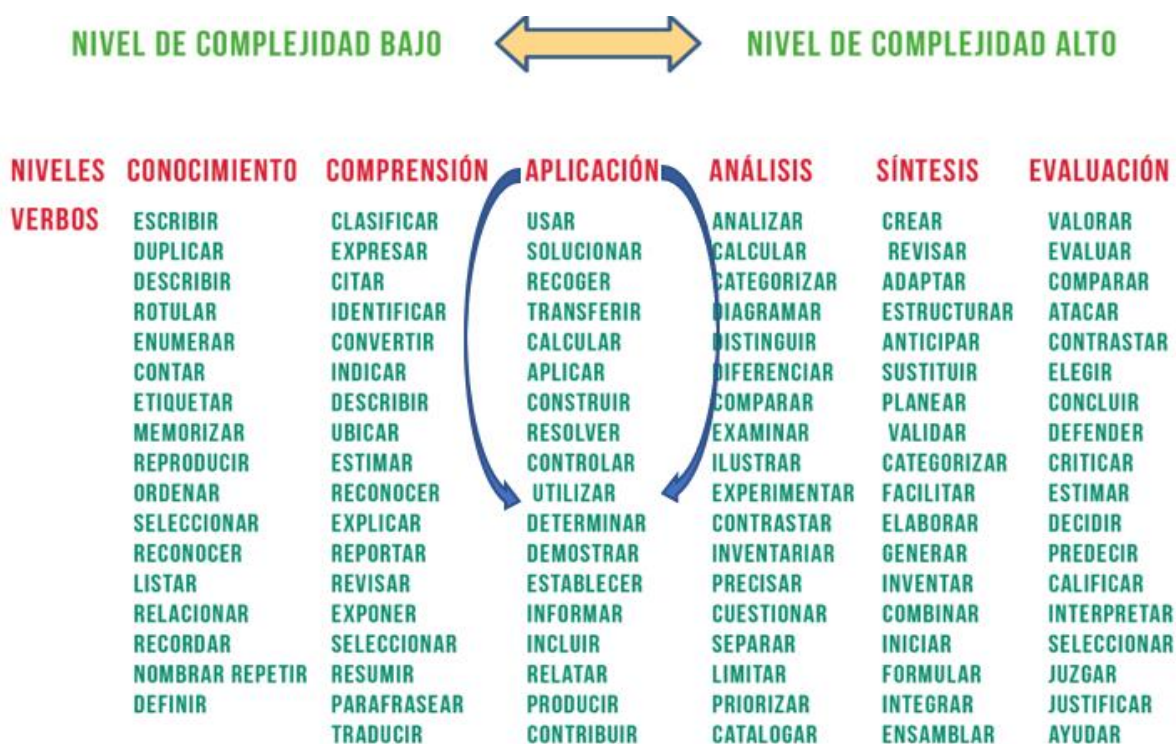 NIVEL DE COMPLEJIDAD BAJO NIVEL DE COMPLEJIDAD ALTO
NIVELES CONOCIMIENTO COMPRENSIÓN APLICACIÓN ANÁLISIS SÍNTESIS EVALUACIÓN
VERBOS ESCRIBIR CLASIFICAR USAR ANALIZAR CREAR VALORAR
DUPLICAR EXPRESAR SOLUCIONAR CALCULAR REVISAR EVALUAR
DESCRIBIR CITAR RECOGER CATEGORIZAR ADAPTAR COMPARAR
ROTULAR IDENTIFICAR TRANSFERIR DIAGRAMAR ESTRUCTURAR ATACAR
ENUMERAR CONVERTIR CALCULAR DISTINGUIR ANTICIPAR CONTRASTAR
CONTAR INDICAR APLICAR DIFERENCIAR SUSTITUIR ELEGIR
ETIQUETAR DESCRIBIR CONSTRUIR COMPARAR PLANEAR CONCLUIR
MEMORIZAR UBICAR RESOLVER EXAMINAR VALIDAR DEFENDER
REPRODUCIR ESTIMAR CONTROLAR ILUSTRAR CATEGORIZAR CRITICAR
ORDENAR RECONOCER UTILIZAR EXPERIMENTAR FACILITAR ESTIMAR
SELECCIONAR EXPLICAR DETERMINAR CONTRASTAR ELABORAR DECIDIR
RECONOCER REPORTAR DEMOSTRAR INVENTARIAR GENERAR PREDECIR
LISTAR REVISAR ESTABLECER PRECISAR INVENTAR CALIFICAR
RELACIONAR EXPONER INFORMAR CUESTIONAR COMBINAR INTERPRETAR
RECORDAR SELECCIONAR INCLUIR SEPARAR INICIAR SELECCIONAR
NOMBRAR REPETIR RESUMIR RELATAR LIMITAR FORMULAR JUZGAR
DEFINIR PARAFRASEAR PRODUCIR PRIORIZAR INTEGRAR JUSTIFICAR
TRADUCIR CONTRIBUIR CATALOGAR ENSAMBLAR AYUDAR